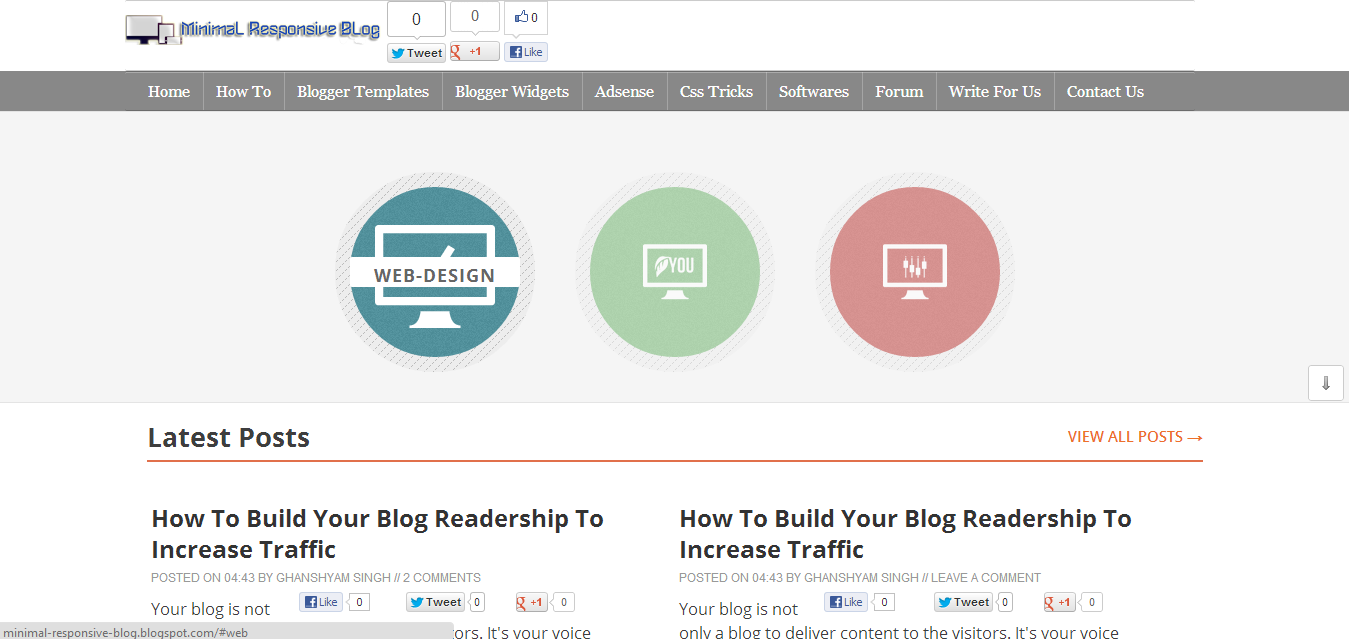 Minimal Responsive Blog
0 0 0
Tweet +1 Like
Home How To Blogger Templates Blogger Widgets Adsense Css Tricks Softwares Forum Write For Us Contact Us
WEB-DESIGN
YOU
⇓
Latest Posts
VIEW ALL POSTS →
How To Build Your Blog Readership To
Increase Traffic
POSTED ON 04:43 BY GHANSHYAM SINGH // 2 COMMENTS
Your blog is not
Like 0 Tweet 0 +1 0
tors. It's your voice
How To Build Your Blog Readership To
Increase Traffic
POSTED ON 04:43 BY GHANSHYAM SINGH // LEAVE A COMMENT
Your blog is not
Like 0 Tweet 0 +1 0
only a blog to deliver content to the visitors. It's your voice
minimal-responsive-blog.blogspot.com/#web